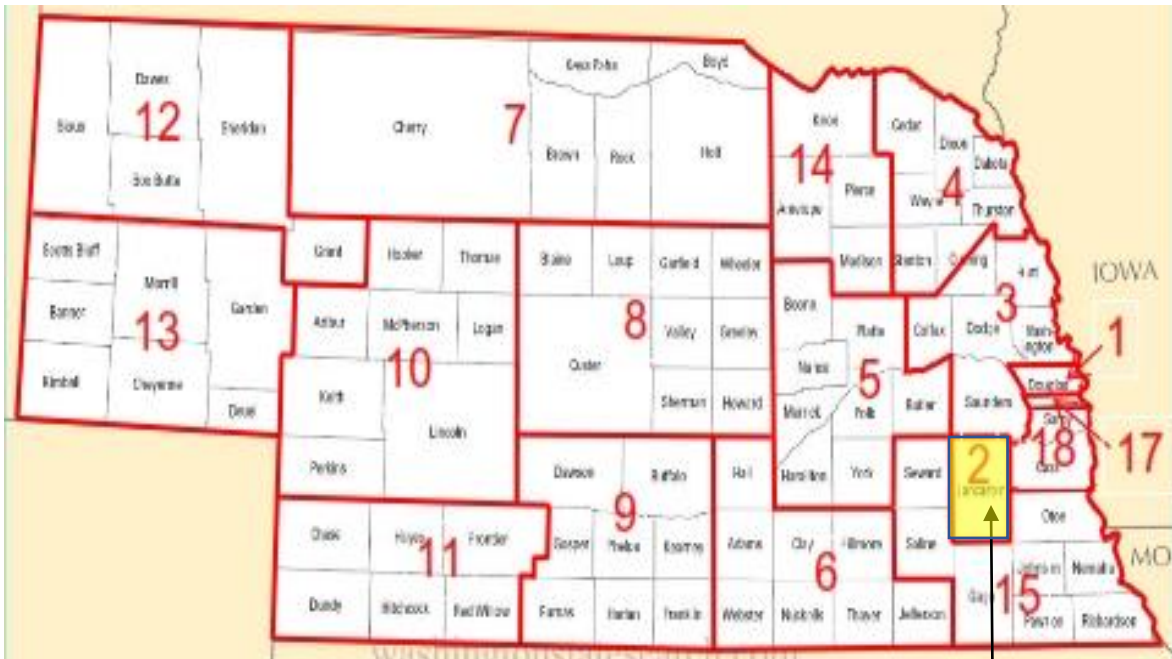 Dawes
Sioux
12
Sheridan
Box Butte
Cherry
7
Keya Paha
Boyd
Brown
Rock
Holt
Knox
14
Pierce
Antelope
Madison
Cedar
Dixon
Dakota
4
Wayne
Thurston
Stanton
Cuming
Burt
3
Dodge
Colfax
Wash-
ington
IOWA
1
Scotts Bluff
Morrill
Garden
Banner
13
Kimball
Cheyenne
Deuel
Grant
Hooker
Thomas
Arthur
McPherson
Logan
10
Keith
Lincoln
Perkins
Blaine
Loup
Garfield
Wheeler
8
Valley
Greeley
Custer
Sherman
Howard
Boone
Platte
Nance
5
Merrick
Polk
Butler
Hamilton
York
Saunders
Douglas
Sarpy
18
17
Cass
2
Lancaster
Seward
Saline
Otoe
MO
Johnson
Nemaha
Gage
15
Pawnee
Richardson
Dawson
Buffalo
Hall
9
Gosper
Phelps
Kearney
Adams
Clay
Fillmore
6
Furnas
Harlan
Franklin
Webster
Nuckolls
Thayer
Jefferson
Chase
Hayes
Frontier
11
Dundy
Hitchcock
Red Willow